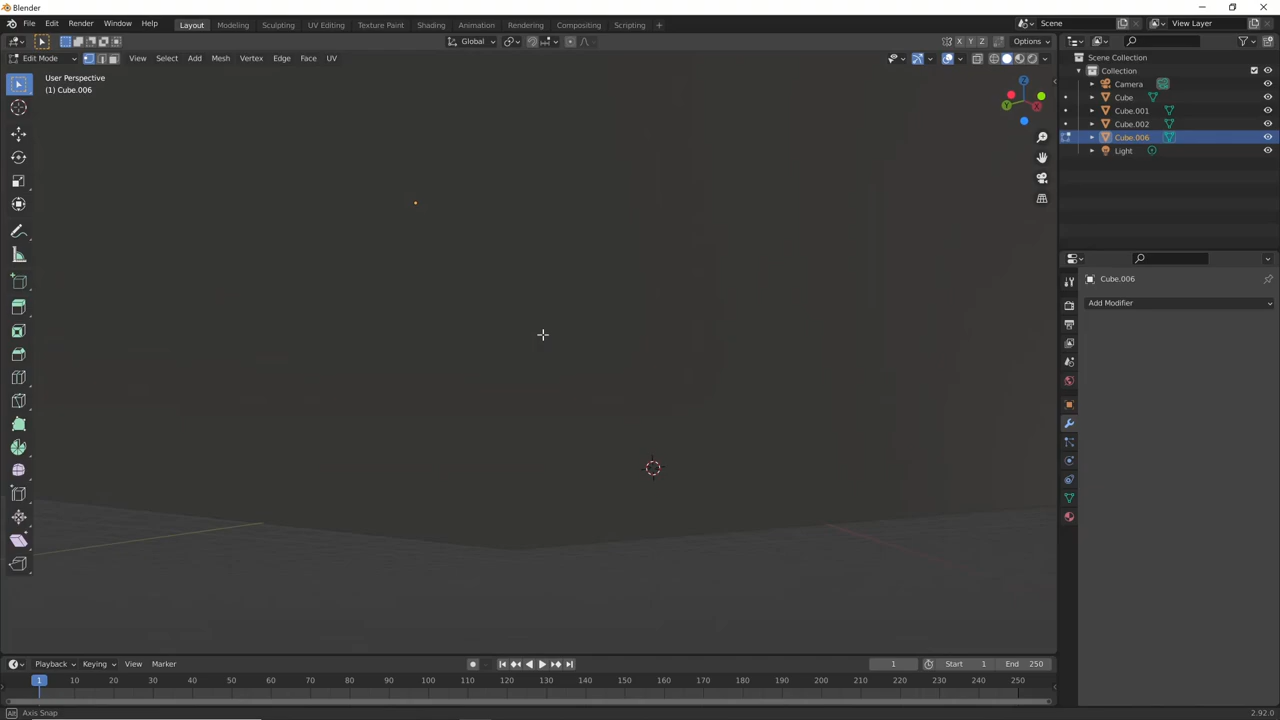 Blender
File Edit Render Window Help Layout Modeling Sculpting UV Editing Texture Paint Shading Animation Rendering Compositing Scripting + Scene View Layer
Global Options
Edit Mode View Select Add Mesh Vertex Edge Face UV
X Y Z
User Perspective
(1) Cube.006
Z
Y X
Scene Collection
Collection
Camera
Cube
Cube.001
Cube.002
Cube.006
Light
Cube.006
Add Modifier
Playback Keying View Marker 1 Start 1 End 250
1 10 20 30 40 50 60 70 80 90 100 110 120 130 140 150 160 170 180 190 200 210 220 230 240 250
Axis Snap 2.92.0